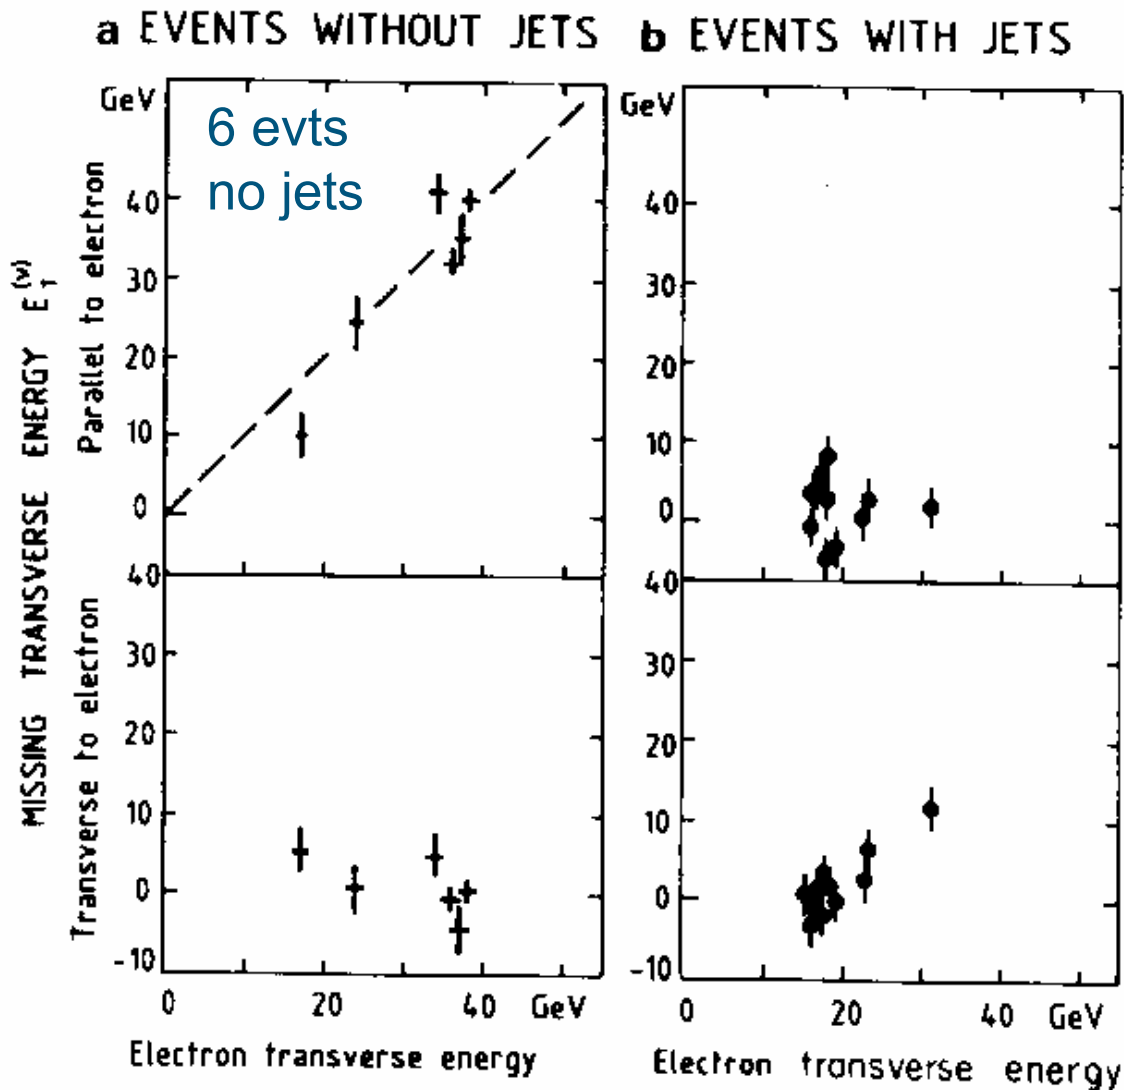 a EVENTS WITHOUT JETS
b EVENTS WITH JETS
GeV
6 evts
no jets
40
30
20
10
0
GeV
40
30
20
10
0
MISSING TRANSVERSE ENERGY E_T^(ν)
Parallel to electron
Transverse to electron
40
30
20
10
0
-10
40
30
20
10
0
-10
0 20 40 GeV
0 20 40 GeV
Electron transverse energy
Electron transverse energy